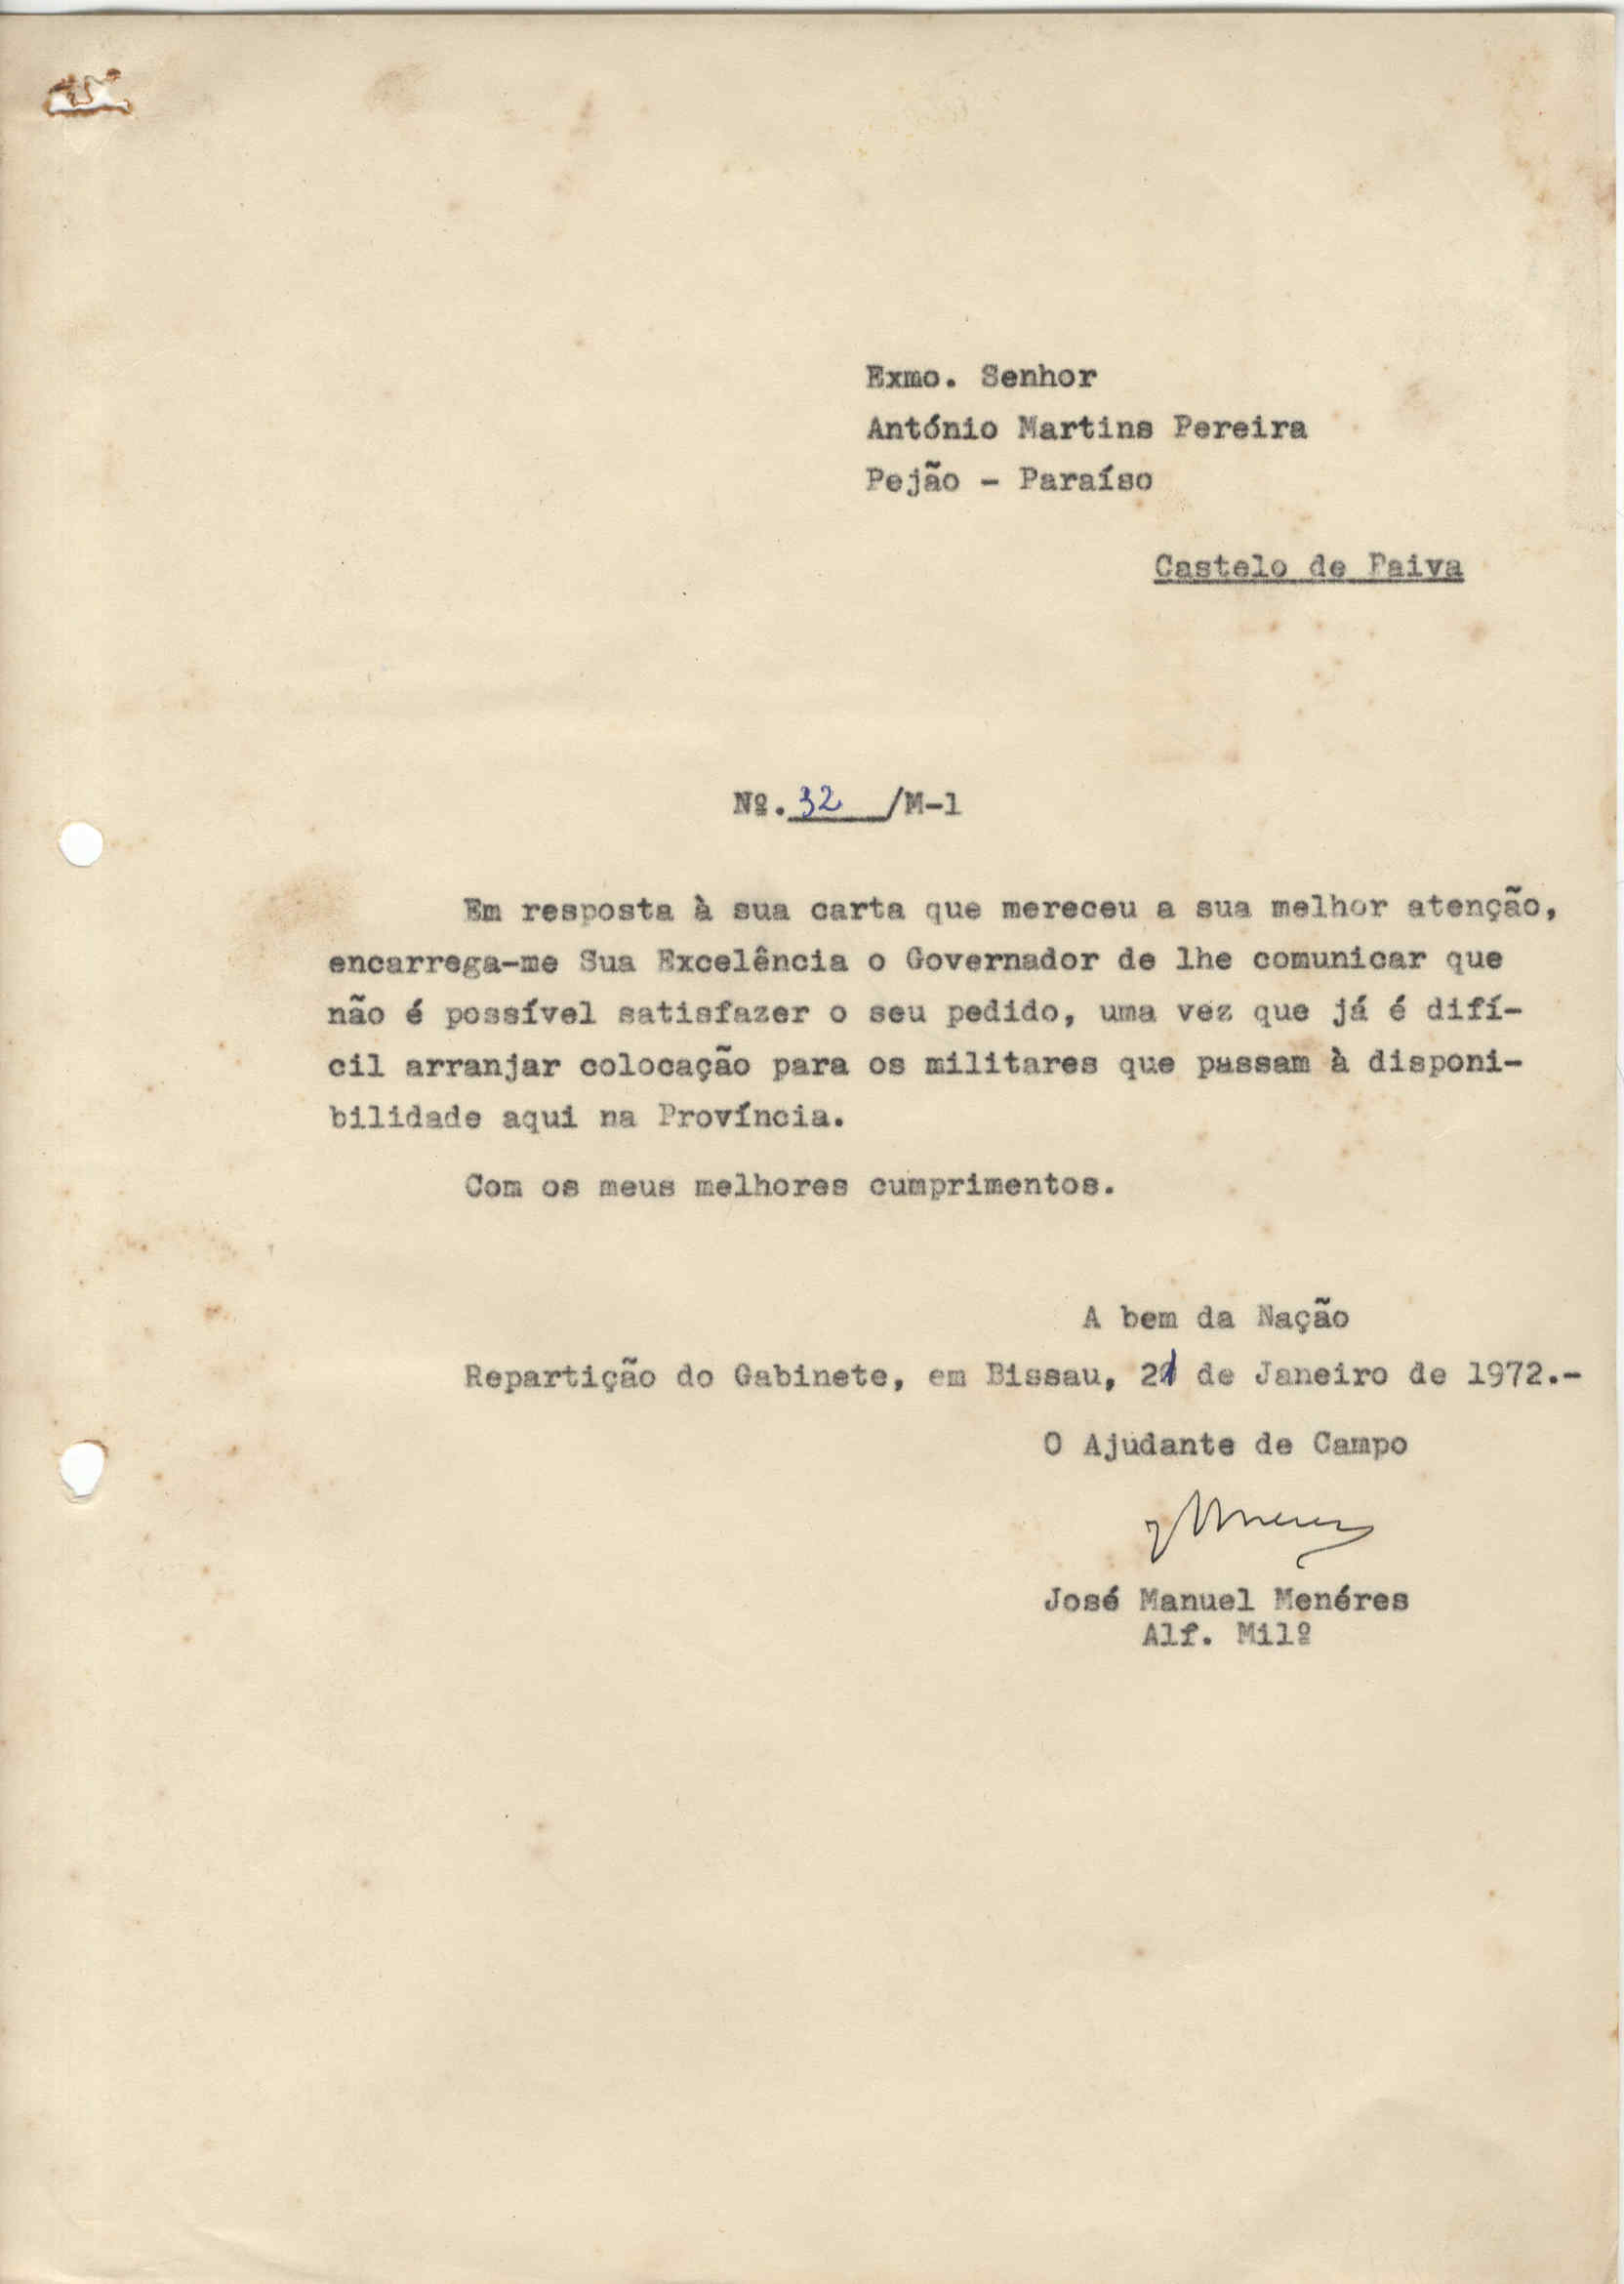 Exmo. Senhor
António Martins Pereira
Pejão - Paraíso
Castelo de Paiva
Nº. 32 /M-1
Em resposta à sua carta que mereceu a sua melhor atenção,
encarrega-me Sua Excelência o Governador de lhe comunicar que
não é possível satisfazer o seu pedido, uma vez que já é difí-
cil arranjar colocação para os militares que passam à disponi-
bilidade aqui na Província.
Com os meus melhores cumprimentos.
A bem da Nação
Repartição do Gabinete, em Bissau, 21 de Janeiro de 1972.-
O Ajudante de Campo
José Manuel Menéres
Alf. Milº